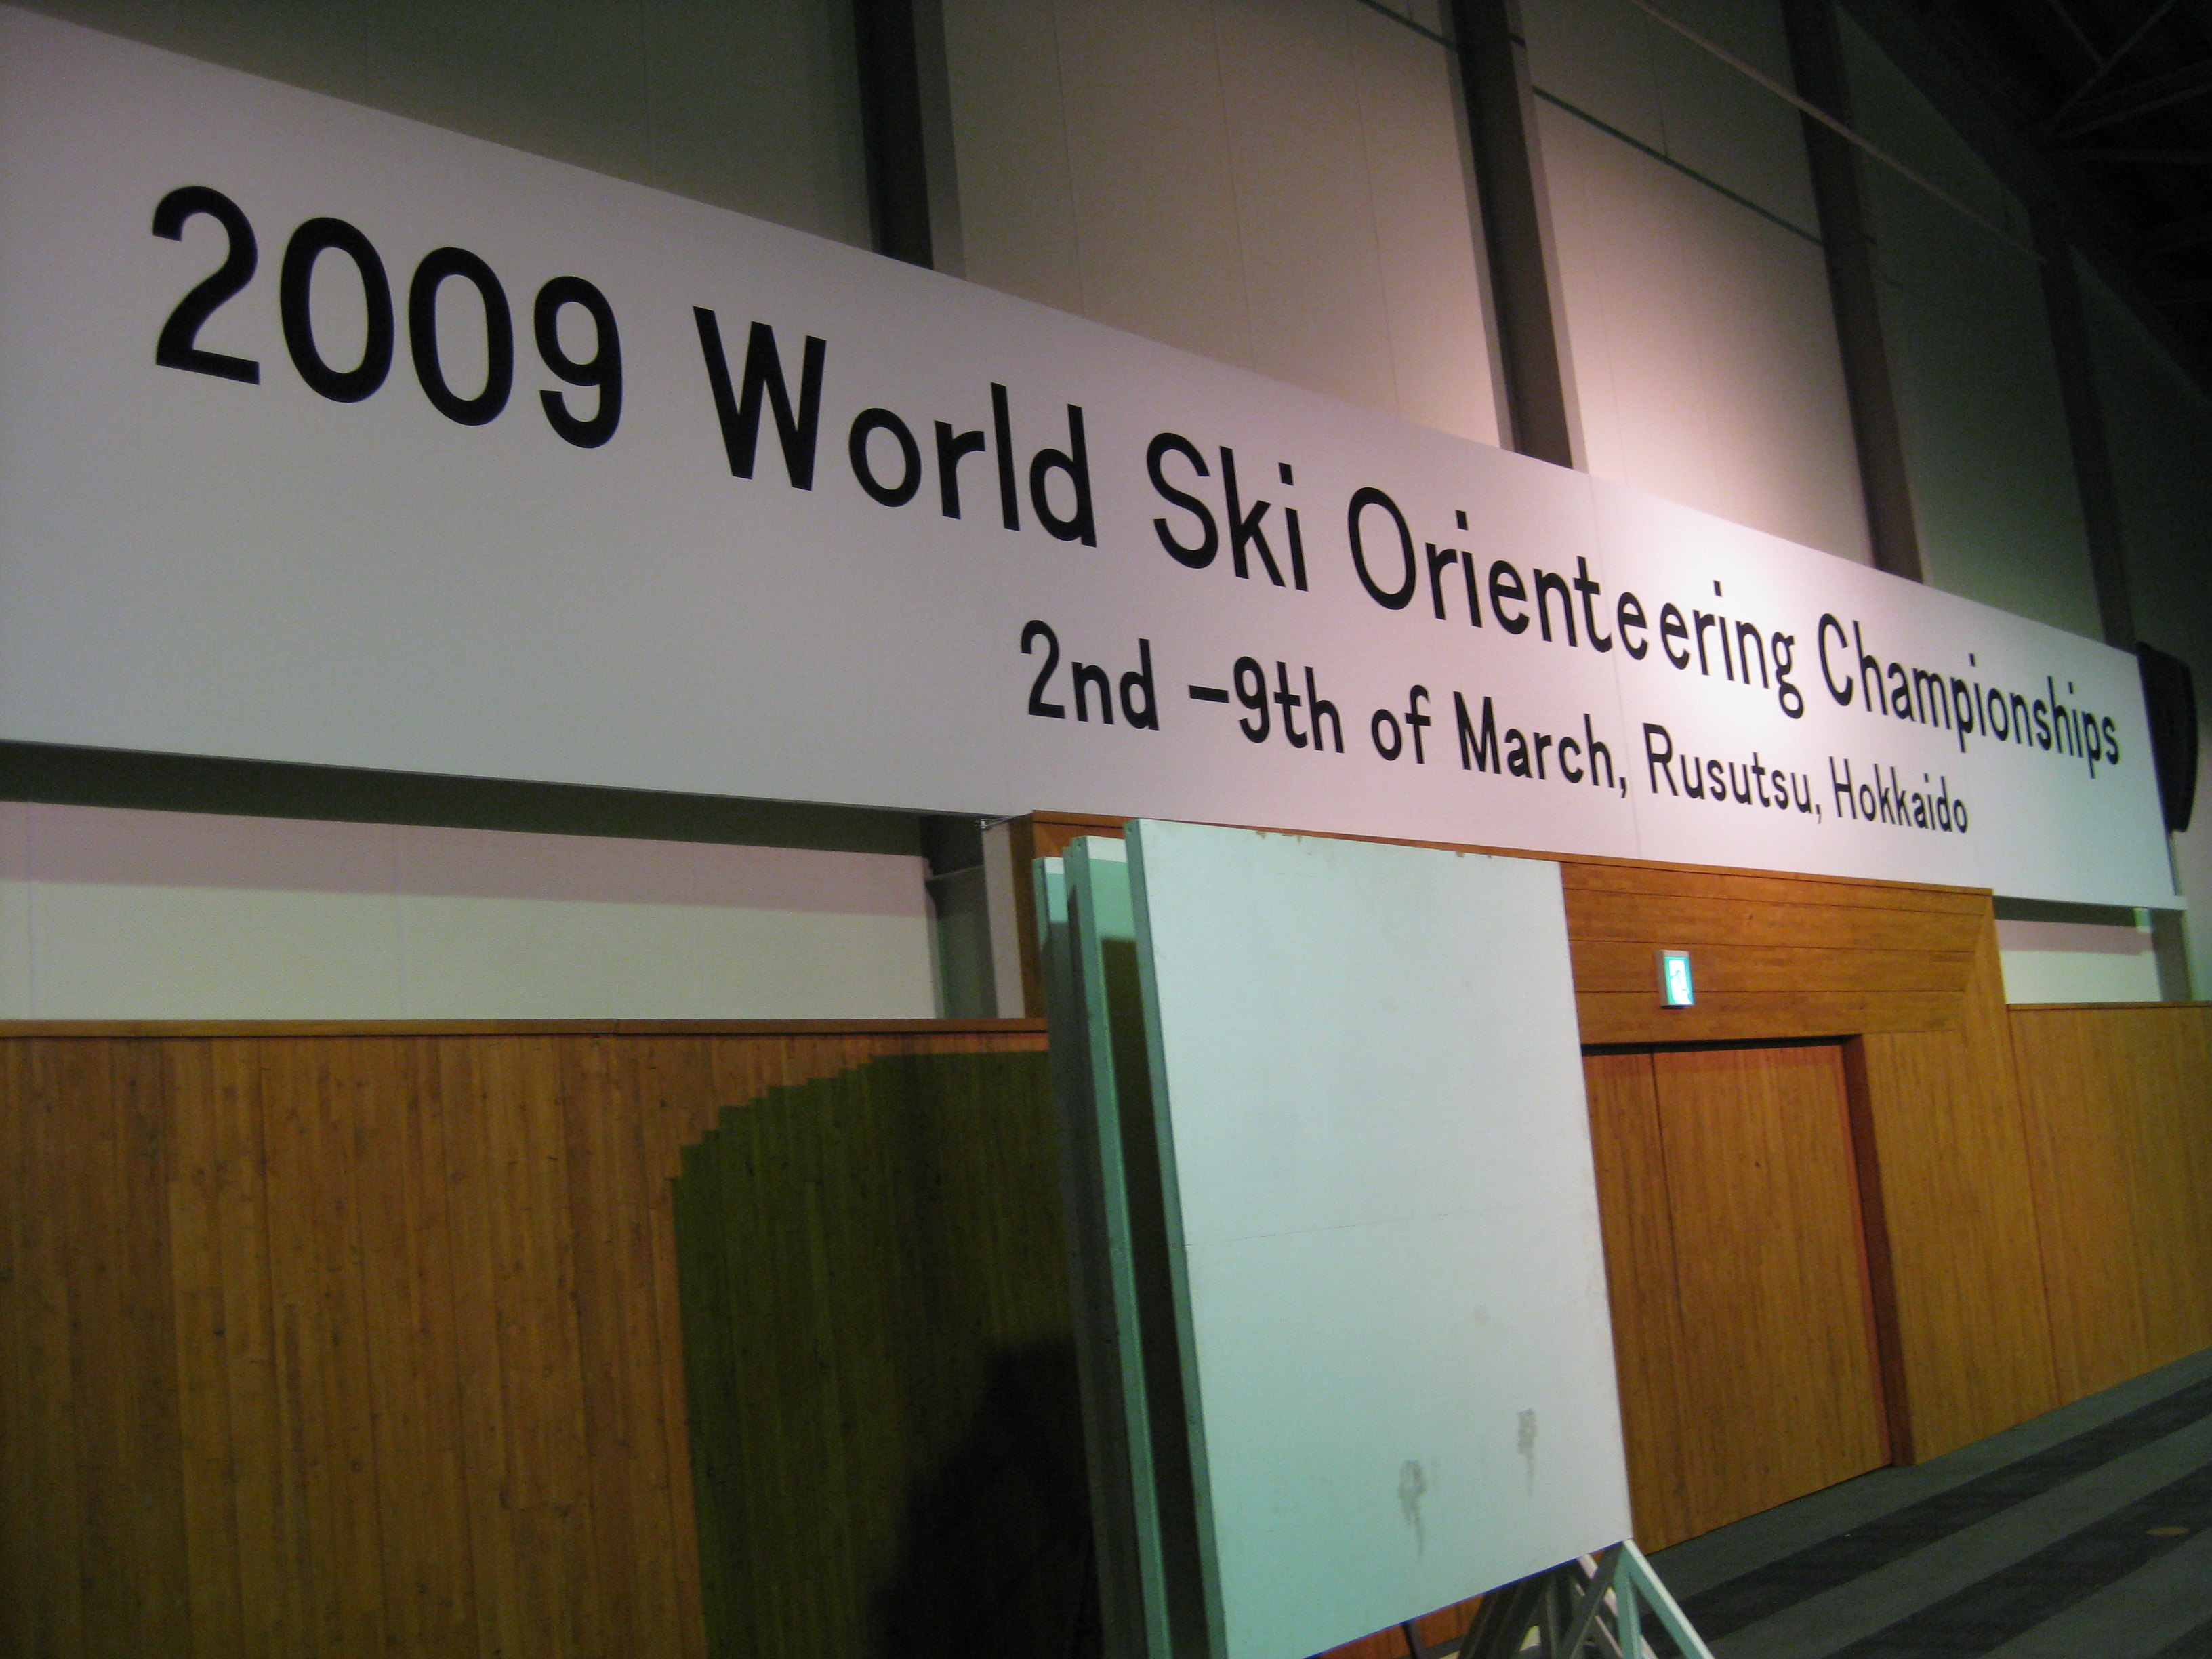 2009 World Ski Orienteering Championships
2nd -9th of March, Rusutsu, Hokkaido